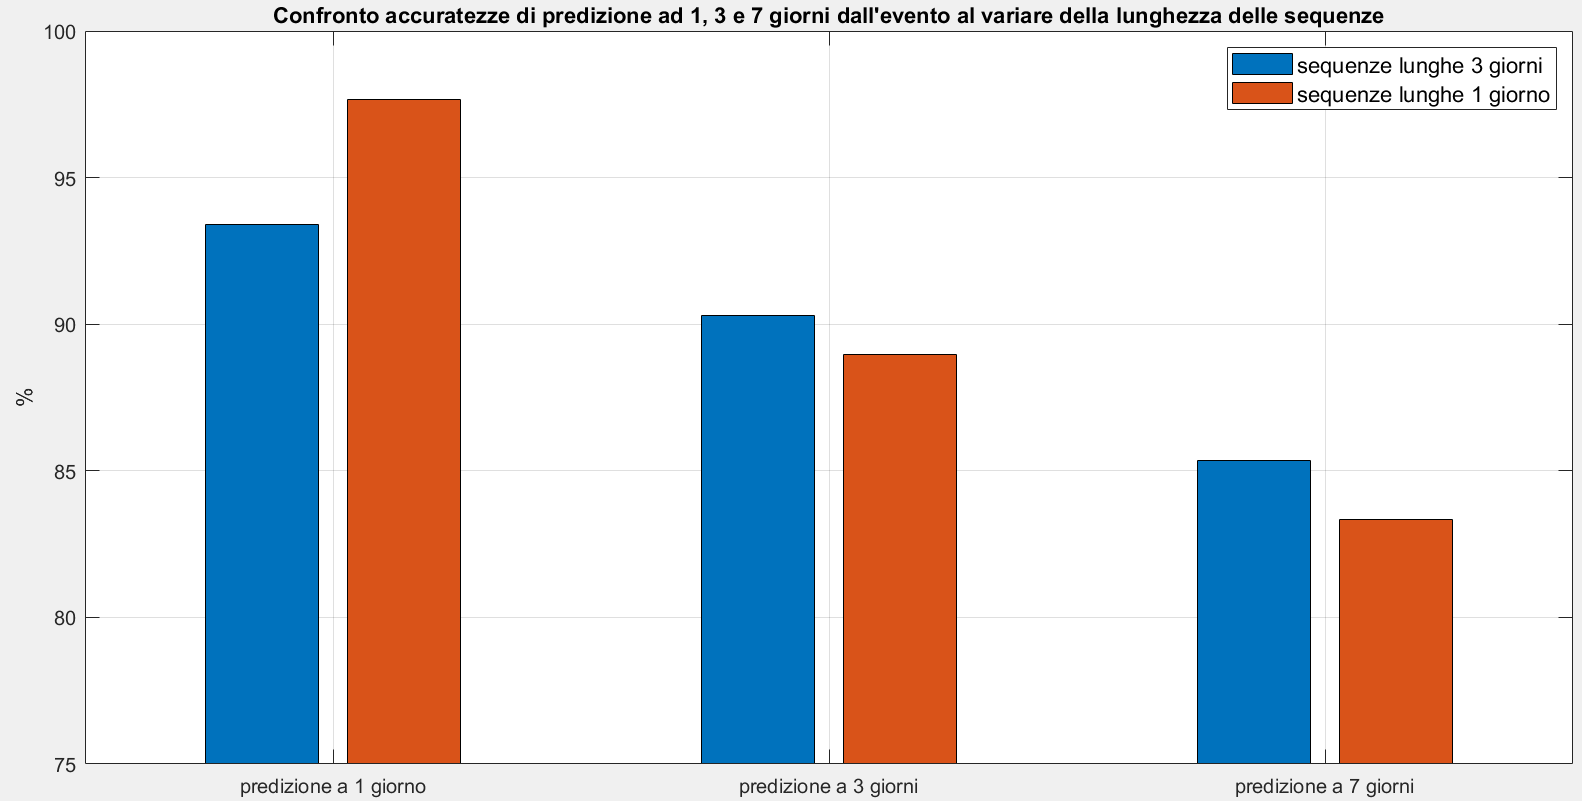 Confronto accuratezze di predizione ad 1, 3 e 7 giorni dall'evento al variare della lunghezza delle sequenze
100
95
90
85
80
75
%
sequenze lunghe 3 giorni
sequenze lunghe 1 giorno
predizione a 1 giorno
predizione a 3 giorni
predizione a 7 giorni